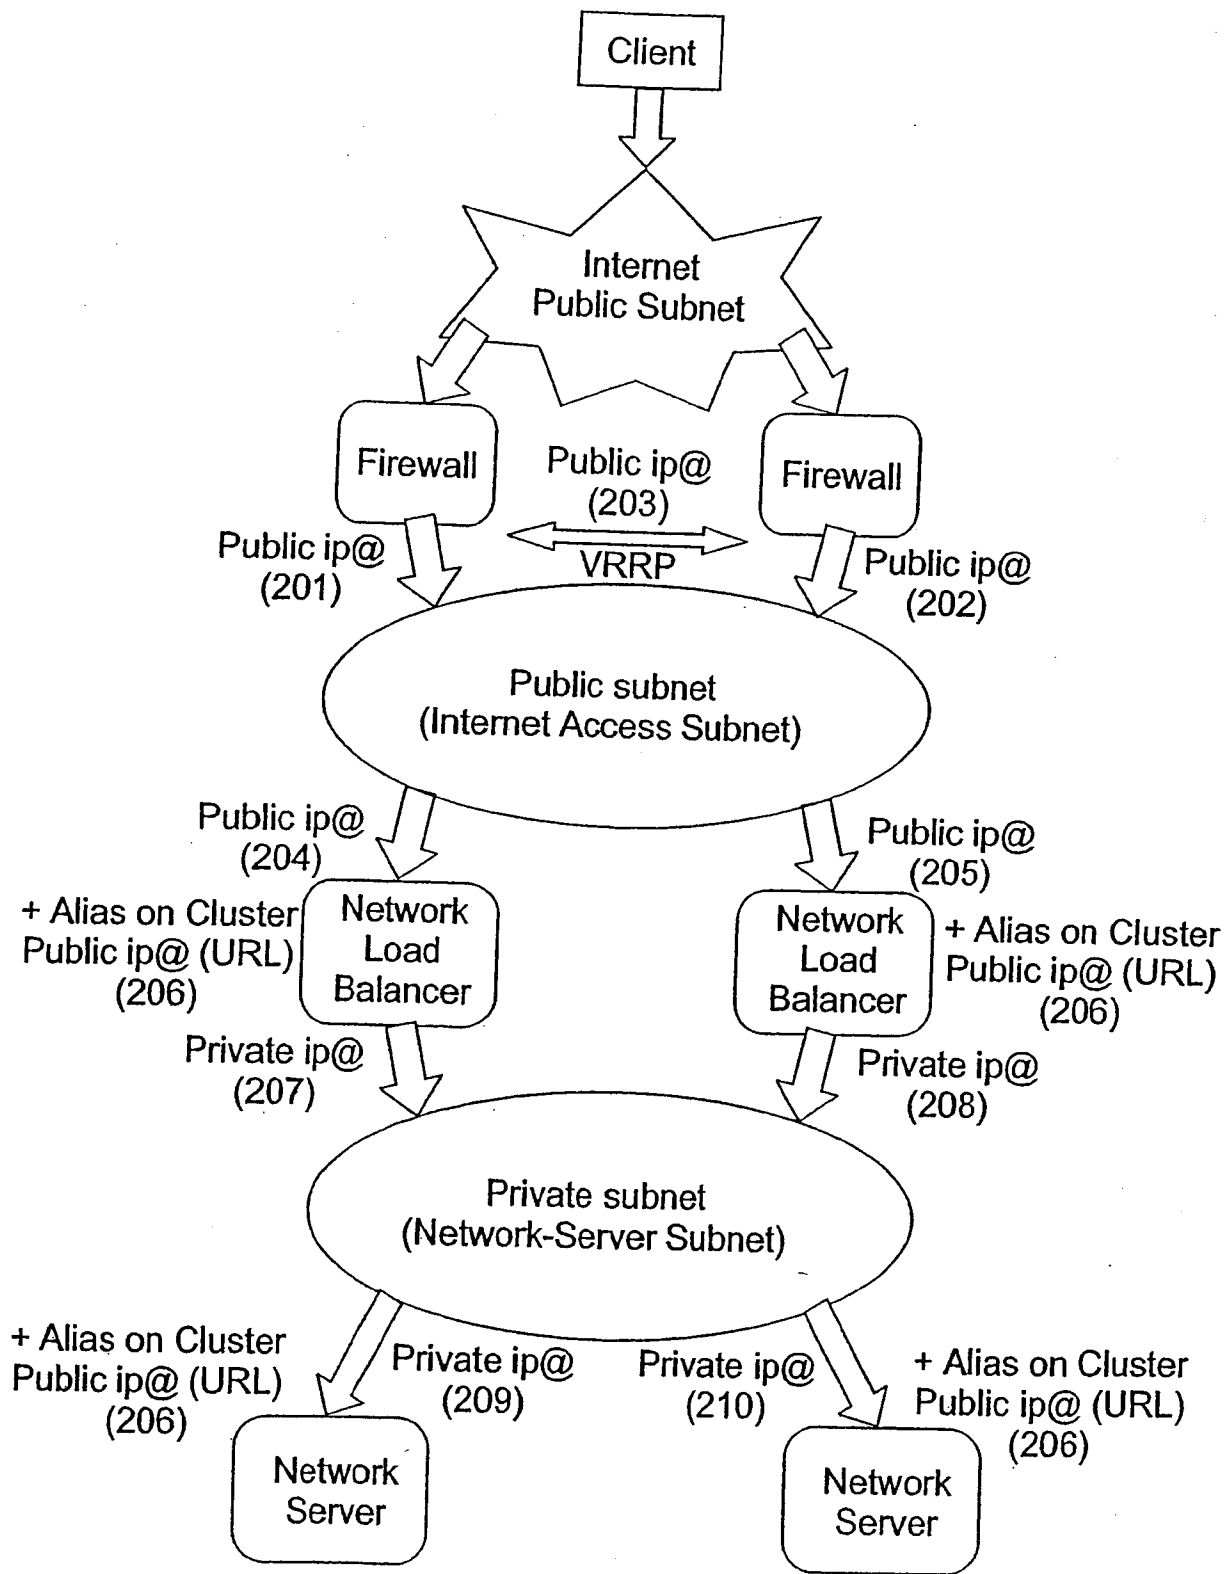 Client
Internet
Public Subnet
Firewall
Public ip@
(203)
Firewall
VRRP
Public ip@
(201)
Public ip@
(202)
Public subnet
(Internet Access Subnet)
Public ip@
(204)
Public ip@
(205)
+ Alias on Cluster
Public ip@ (URL)
(206)
Network
Load
Balancer
Network
Load
Balancer
+ Alias on Cluster
Public ip@ (URL)
(206)
Private ip@
(207)
Private ip@
(208)
Private subnet
(Network-Server Subnet)
+ Alias on Cluster
Public ip@ (URL)
(206)
Private ip@
(209)
Private ip@
(210)
+ Alias on Cluster
Public ip@ (URL)
(206)
Network
Server
Network
Server